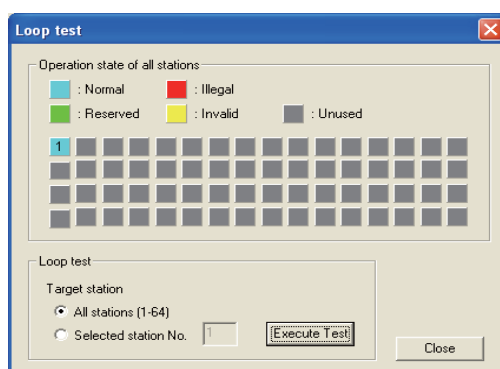 Loop test
Operation state of all stations
: Normal : Illegal
: Reserved : Invalid : Unused
1
Loop test
Target station
All stations (1-64)
Selected station No. 1 Execute Test
Close